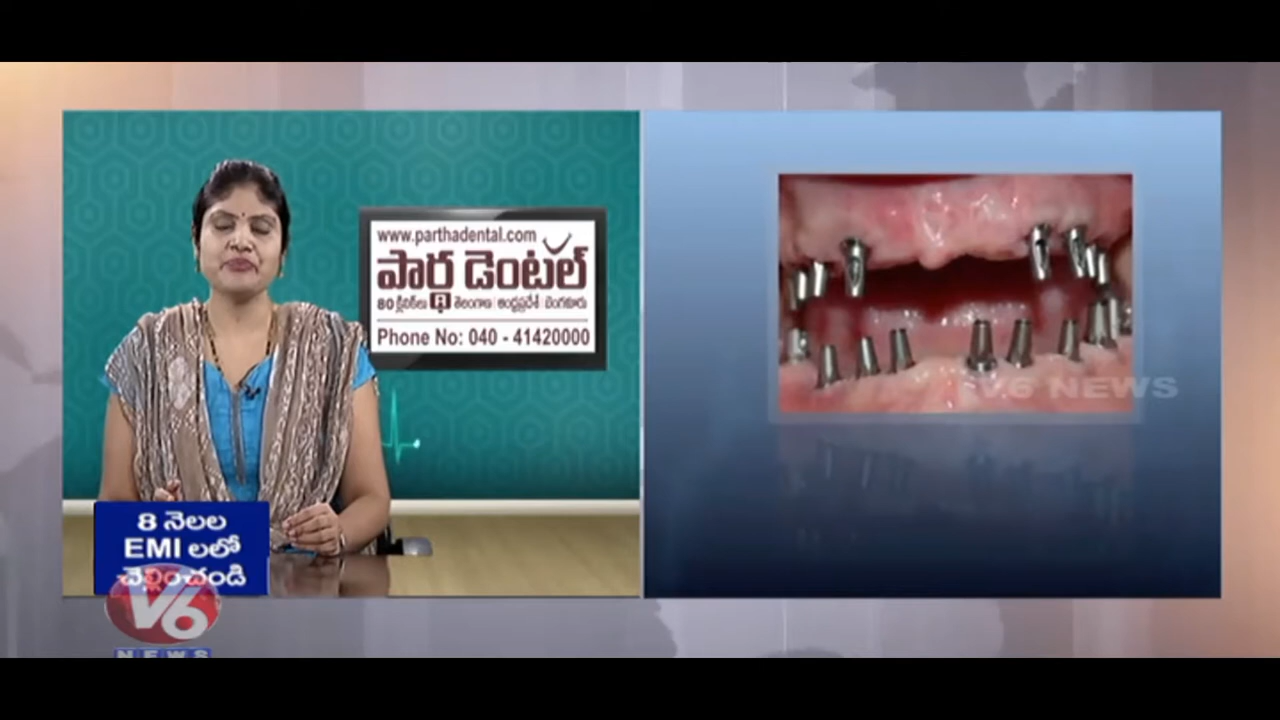 www.parthadental.com
పార్థ డెంటల్
80 క్లినిక్‌లు తెలంగాణ ఆంధ్రప్రదేశ్ బెంగళూరు
Phone No: 040 - 41420000
V6 NEWS
8 నెలల
EMI లలో
చెల్లించండి
V6
NEWS